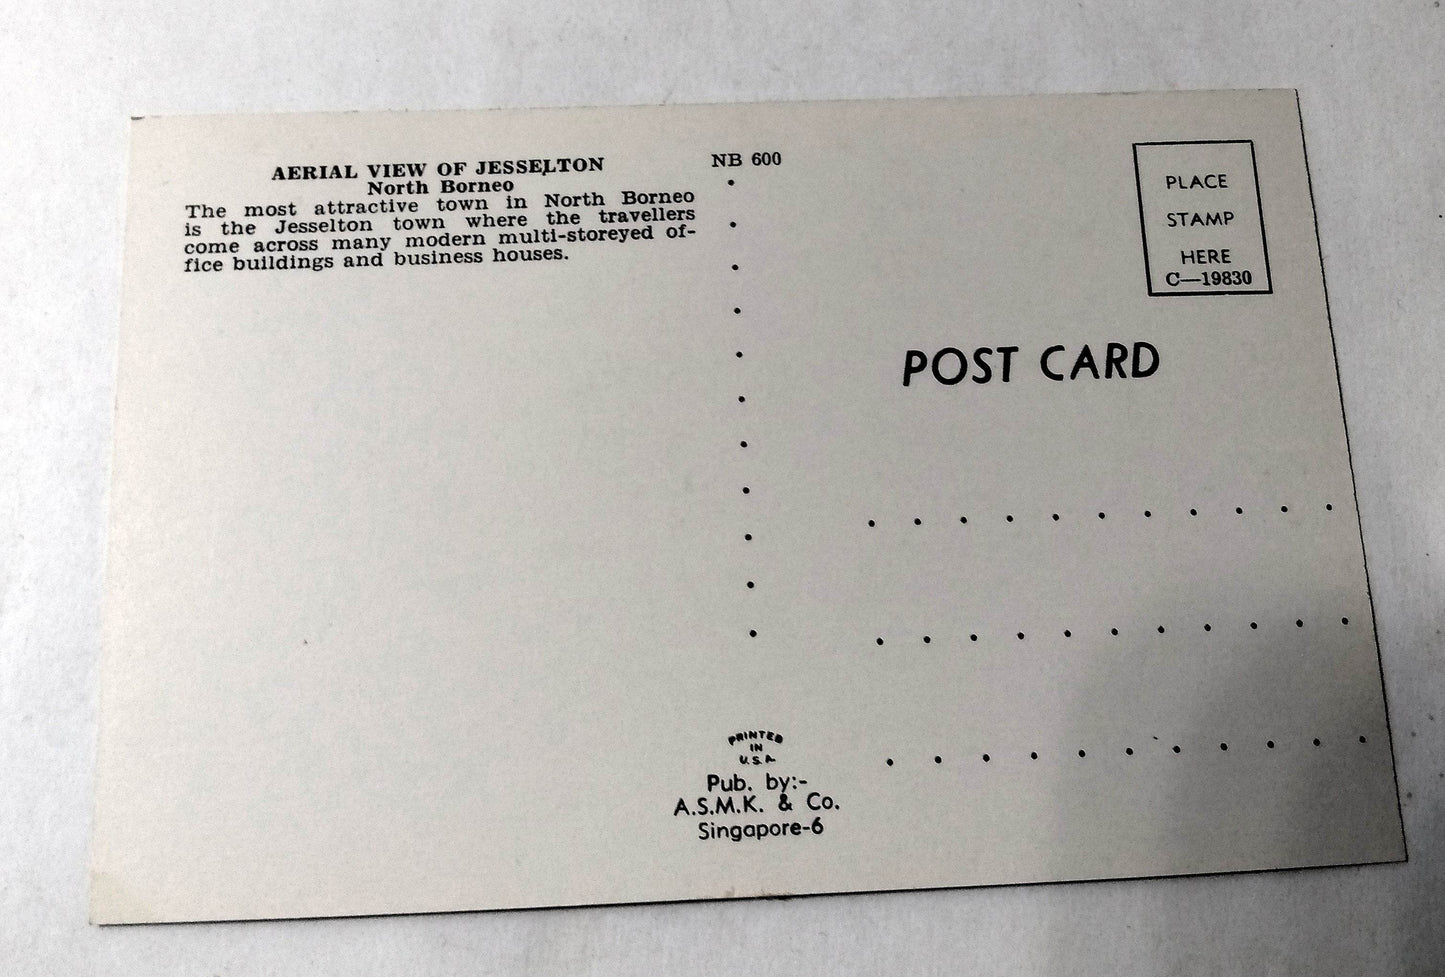 AERIAL VIEW OF JESSELTON
North Borneo
The most attractive town in North Borneo
is the Jesselton town where the travellers
come across many modern multi-storeyed of-
fice buildings and business houses.
NB 600
PLACE
STAMP
HERE
C—19830
POST CARD
PRINTED
IN
U.S.A.
Pub. by:-
A.S.M.K. & Co.
Singapore-6